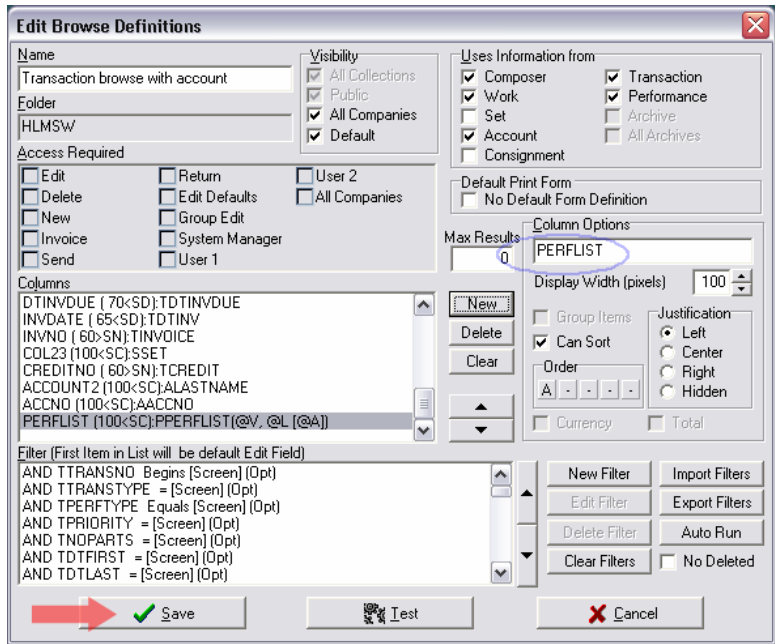 Edit Browse Definitions
Name
Transaction browse with account
Folder
HLMSW
Visibility
All Collections
Public
All Companies
Default
Uses Information from
Composer
Work
Set
Account
Consignment
Transaction
Performance
Archive
All Archives
Access Required
Edit
Delete
New
Invoice
Send
Return
Edit Defaults
Group Edit
System Manager
User 1
User 2
All Companies
Default Print Form
No Default Form Definition
Max Results
0
Column Options
PERFLIST
Display Width (pixels)
100
Group Items
Can Sort
Order
A - - - -
Justification
Left
Center
Right
Hidden
Currency
Total
Columns
DTINVDUE ( 70<SD):TDTINVDUE
INVDATE ( 65<SD):TDTINV
INVNO ( 60>SN):TINVOICE
COL23 (100<SC):SSET
CREDITNO ( 60>SN):TCREDIT
ACCOUNT2 (100<SC):ALASTNAME
ACCNO (100<SC):AACCNO
PERFLIST (100<SC):PPERFLIST(@V, @L [@A])
New
Delete
Clear
Filter (First Item in List will be default Edit Field)
AND TTRANSNO Begins [Screen] (Opt)
AND TTRANSTYPE = [Screen] (Opt)
AND TPERFTYPE Equals [Screen] (Opt)
AND TPRIORITY = [Screen] (Opt)
AND TNOPARTS = [Screen] (Opt)
AND TDTFIRST = [Screen] (Opt)
AND TDTLAST = [Screen] (Opt)
New Filter
Import Filters
Edit Filter
Export Filters
Delete Filter
Auto Run
Clear Filters
No Deleted
Save
Test
Cancel